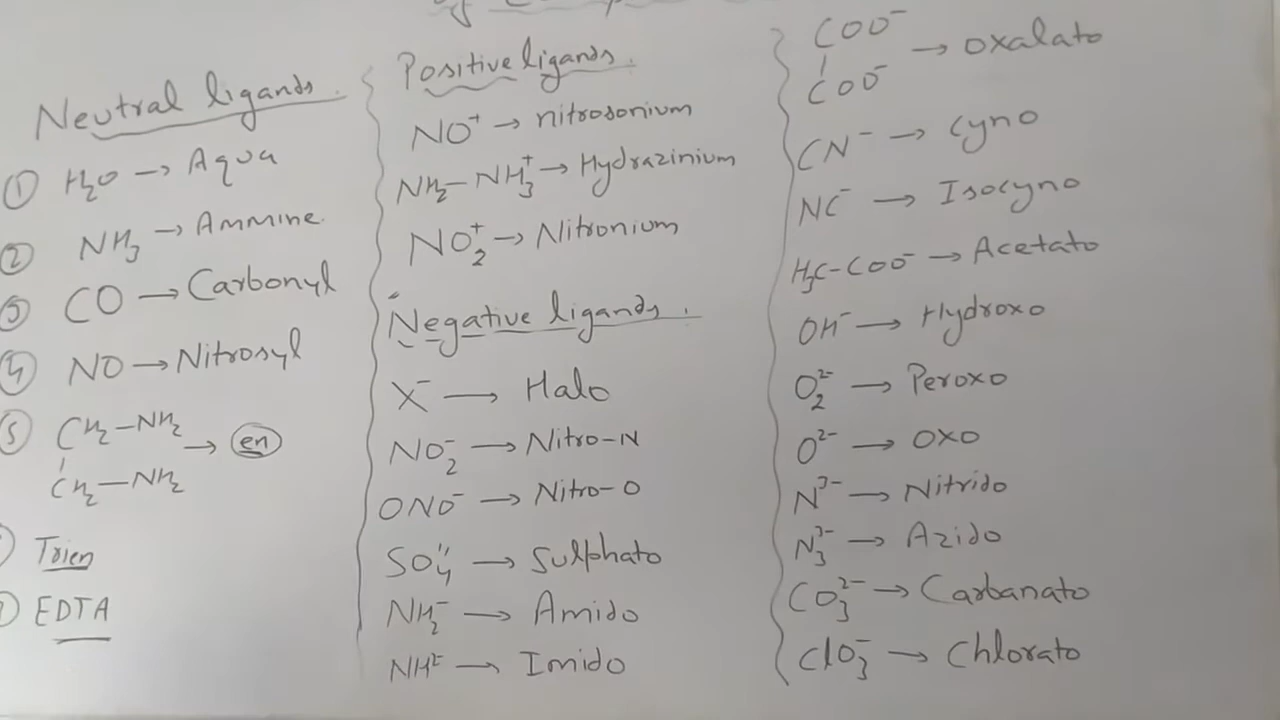 Neutral ligands.
① H₂O → Aqua
② NH₃ → Ammine.
③ CO → Carbonyl
④ NO → Nitrosyl
⑤ CH₂-NH₂
CH₂-NH₂ → en
Trien
EDTA
Positive ligands.
NO⁺ → nitrosonium
NH₂-NH₃⁺ → Hydrazinium
NO₂⁺ → Nitronium
Negative ligands.
X⁻ → Halo
NO₂⁻ → Nitro-N
ONO⁻ → Nitro-O
SO₄⁻⁻ → Sulphato
NH₂⁻ → Amido
NH²⁻ → Imido
COO⁻
COO⁻ → Oxalato
CN⁻ → Cyno
NC⁻ → Isocyno
H₃C-COO⁻ → Acetato
OH⁻ → Hydroxo
O₂²⁻ → Peroxo
O²⁻ → OXO
N³⁻ → Nitrido
N₃³⁻ → Azido
CO₃²⁻ → Carbanato
ClO₃⁻ → Chlorato